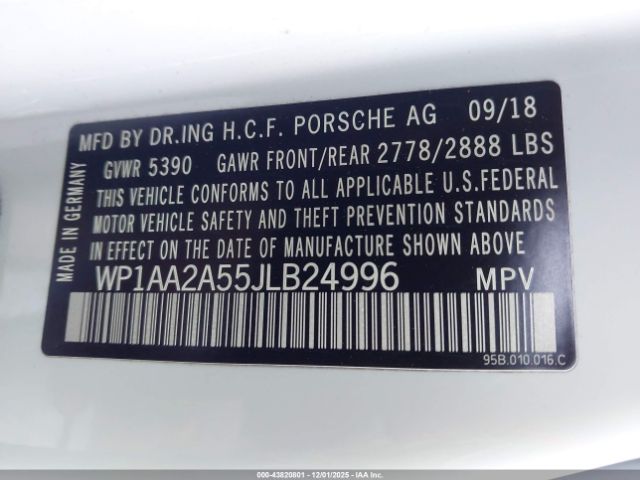 MFD BY DR.ING H.C.F. PORSCHE AG 09/18
GVWR 5390 GAWR FRONT/REAR 2778/2888 LBS
THIS VEHICLE CONFORMS TO ALL APPLICABLE U.S.FEDERAL
MOTOR VEHICLE SAFETY AND THEFT PREVENTION STANDARDS
IN EFFECT ON THE DATE OF MANUFACTURE SHOWN ABOVE
WP1AA2A55JLB24996 MPV
95B.010.016.C
MADE IN GERMANY
000-43820801 - 12/01/2025 - IAAI.CA